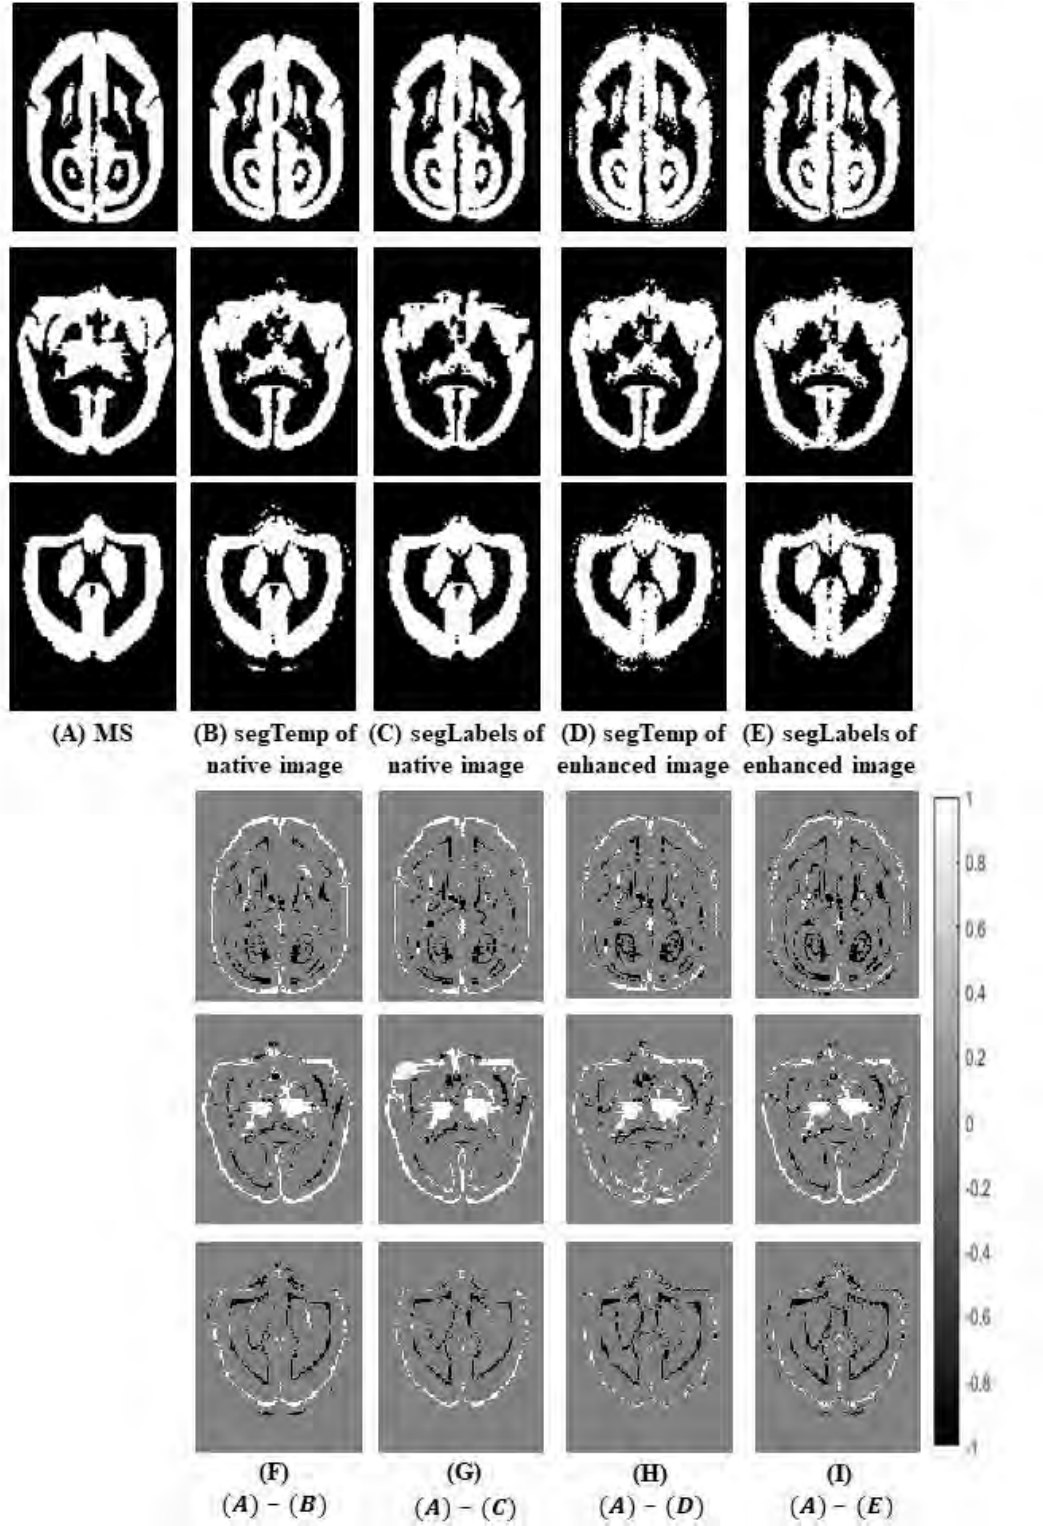 (A) MS
(B) segTemp of
native image
(C) segLabels of
native image
(D) segTemp of
enhanced image
(E) segLabels of
enhanced image
1
0.8
0.6
0.4
0.2
0
-0.2
-0.4
-0.6
-0.8
-1
(F)
(A) − (B)
(G)
(A) − (C)
(H)
(A) − (D)
(I)
(A) − (E)